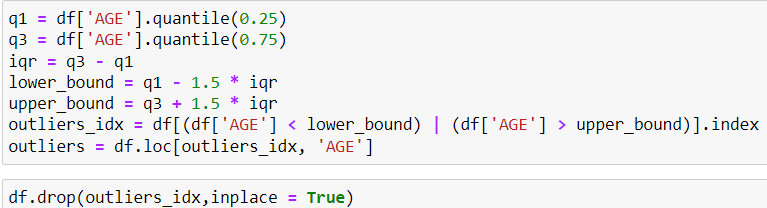 q1 = df['AGE'].quantile(0.25)
q3 = df['AGE'].quantile(0.75)
iqr = q3 - q1
lower_bound = q1 - 1.5 * iqr
upper_bound = q3 + 1.5 * iqr
outliers_idx = df[(df['AGE'] < lower_bound) | (df['AGE'] > upper_bound)].index
outliers = df.loc[outliers_idx, 'AGE']
df.drop(outliers_idx,inplace = True)